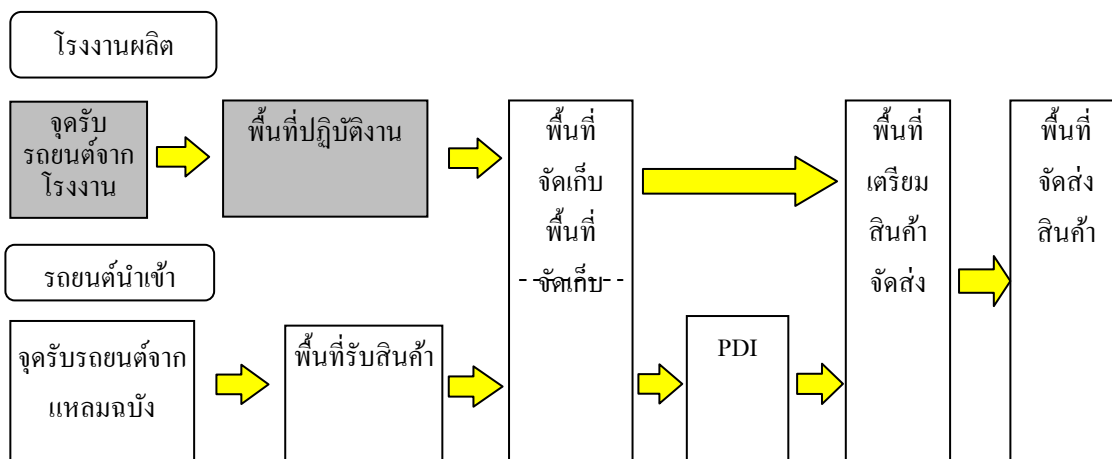 โรงงานผลิต
จุดรับ
รถยนต์จาก
โรงงาน
พื้นที่ปฏิบัติงาน
พื้นที่
จัดเก็บ
พื้นที่
จัดเก็บ
พื้นที่
เตรียม
สินค้า
จัดส่ง
พื้นที่
จัดส่ง
สินค้า
รถยนต์นำเข้า
จุดรับรถยนต์จาก
แหลมฉบัง
พื้นที่รับสินค้า
PDI